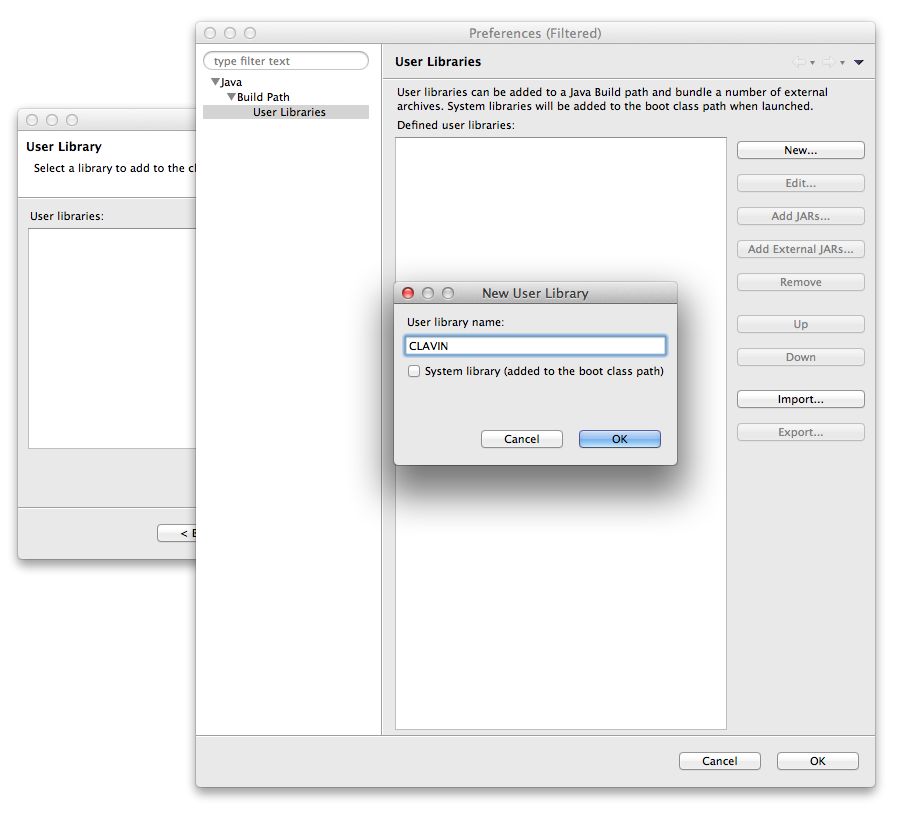 Preferences (Filtered)
type filter text
Java
Build Path
User Libraries
User Libraries
User libraries can be added to a Java Build path and bundle a number of external
archives. System libraries will be added to the boot class path when launched.
Defined user libraries:
New...
Edit...
Add JARs...
Add External JARs...
Remove
Up
Down
Import...
Export...
Cancel
OK
User Library
Select a library to add to the
User libraries:
<
New User Library
User library name:
CLAVIN
System library (added to the boot class path)
Cancel
OK